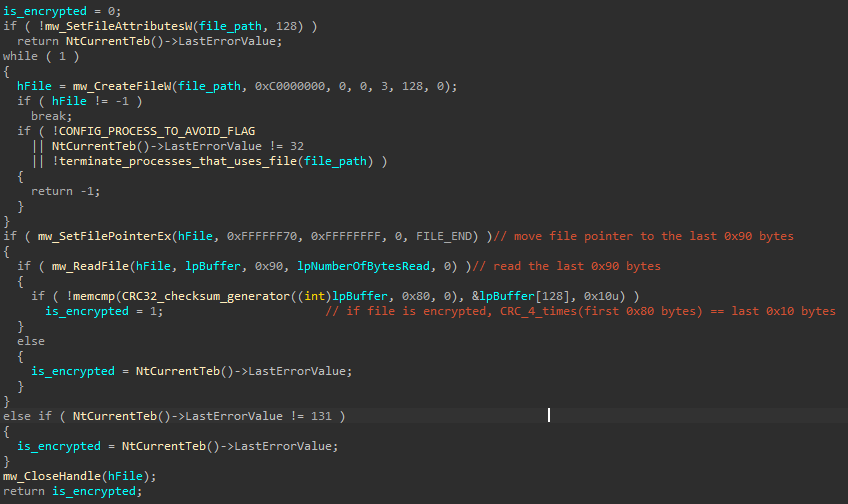 is_encrypted = 0;
if ( !mw_SetFileAttributesW(file_path, 128) )
  return NtCurrentTeb()->LastErrorValue;
while ( 1 )
{
  hFile = mw_CreateFileW(file_path, 0xC0000000, 0, 0, 3, 128, 0);
  if ( hFile != -1 )
    break;
  if ( !CONFIG_PROCESS_TO_AVOID_FLAG
    || NtCurrentTeb()->LastErrorValue != 32
    || !terminate_processes_that_uses_file(file_path) )
  {
    return -1;
  }
}
if ( mw_SetFilePointerEx(hFile, 0xFFFFFF70, 0xFFFFFFFF, 0, FILE_END) )// move file pointer to the last 0x90 bytes
{
  if ( mw_ReadFile(hFile, lpBuffer, 0x90, lpNumberOfBytesRead, 0) )// read the last 0x90 bytes
  {
    if ( !memcmp(CRC32_checksum_generator((int)lpBuffer, 0x80, 0), &lpBuffer[128], 0x10u) )
      is_encrypted = 1;                 // if file is encrypted, CRC_4_times(first 0x80 bytes) == last 0x10 bytes
  }
  else
  {
    is_encrypted = NtCurrentTeb()->LastErrorValue;
  }
}
else if ( NtCurrentTeb()->LastErrorValue != 131 )
{
  is_encrypted = NtCurrentTeb()->LastErrorValue;
}
mw_CloseHandle(hFile);
return is_encrypted;